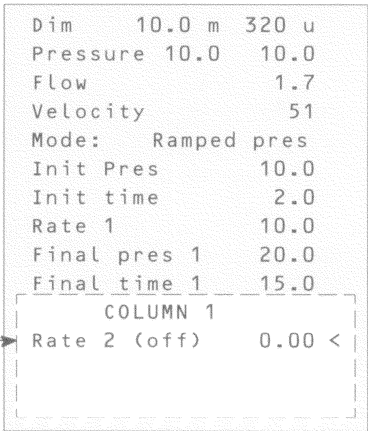 Dim 10.0 m 320 u
Pressure 10.0 10.0
Flow 1.7
Velocity 51
Mode: Ramped pres
Init Pres 10.0
Init time 2.0
Rate 1 10.0
Final pres 1 20.0
Final time 1 15.0
COLUMN 1
Rate 2 (off) 0.00 <